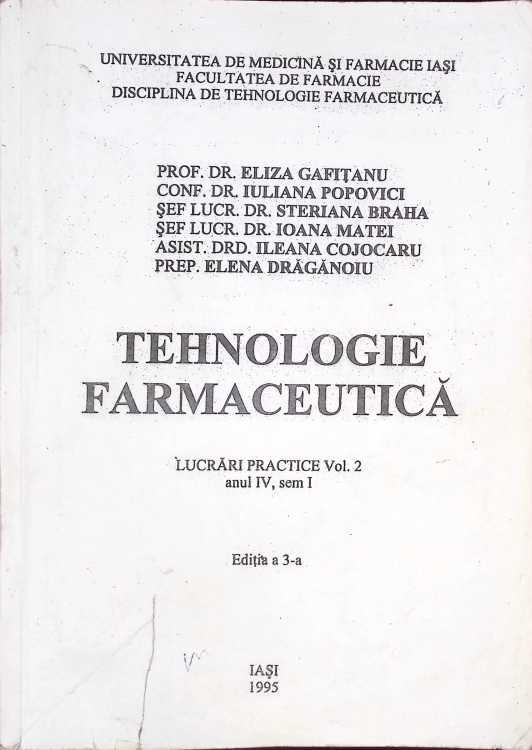 UNIVERSITATEA DE MEDICINĂ ŞI FARMACIE IAŞI
FACULTATEA DE FARMACIE
DISCIPLINA DE TEHNOLOGIE FARMACEUTICĂ
PROF. DR. ELIZA GAFIŢANU
CONF. DR. IULIANA POPOVICI
ŞEF LUCR. DR. STERIANA BRAHA
ŞEF LUCR. DR. IOANA MATEI
ASIST. DRD. ILEANA COJOCARU
PREP. ELENA DRĂGĂNOIU
TEHNOLOGIE
FARMACEUTICĂ
LUCRĂRI PRACTICE Vol. 2
anul IV, sem I
Ediţia a 3-a
IAŞI
1995